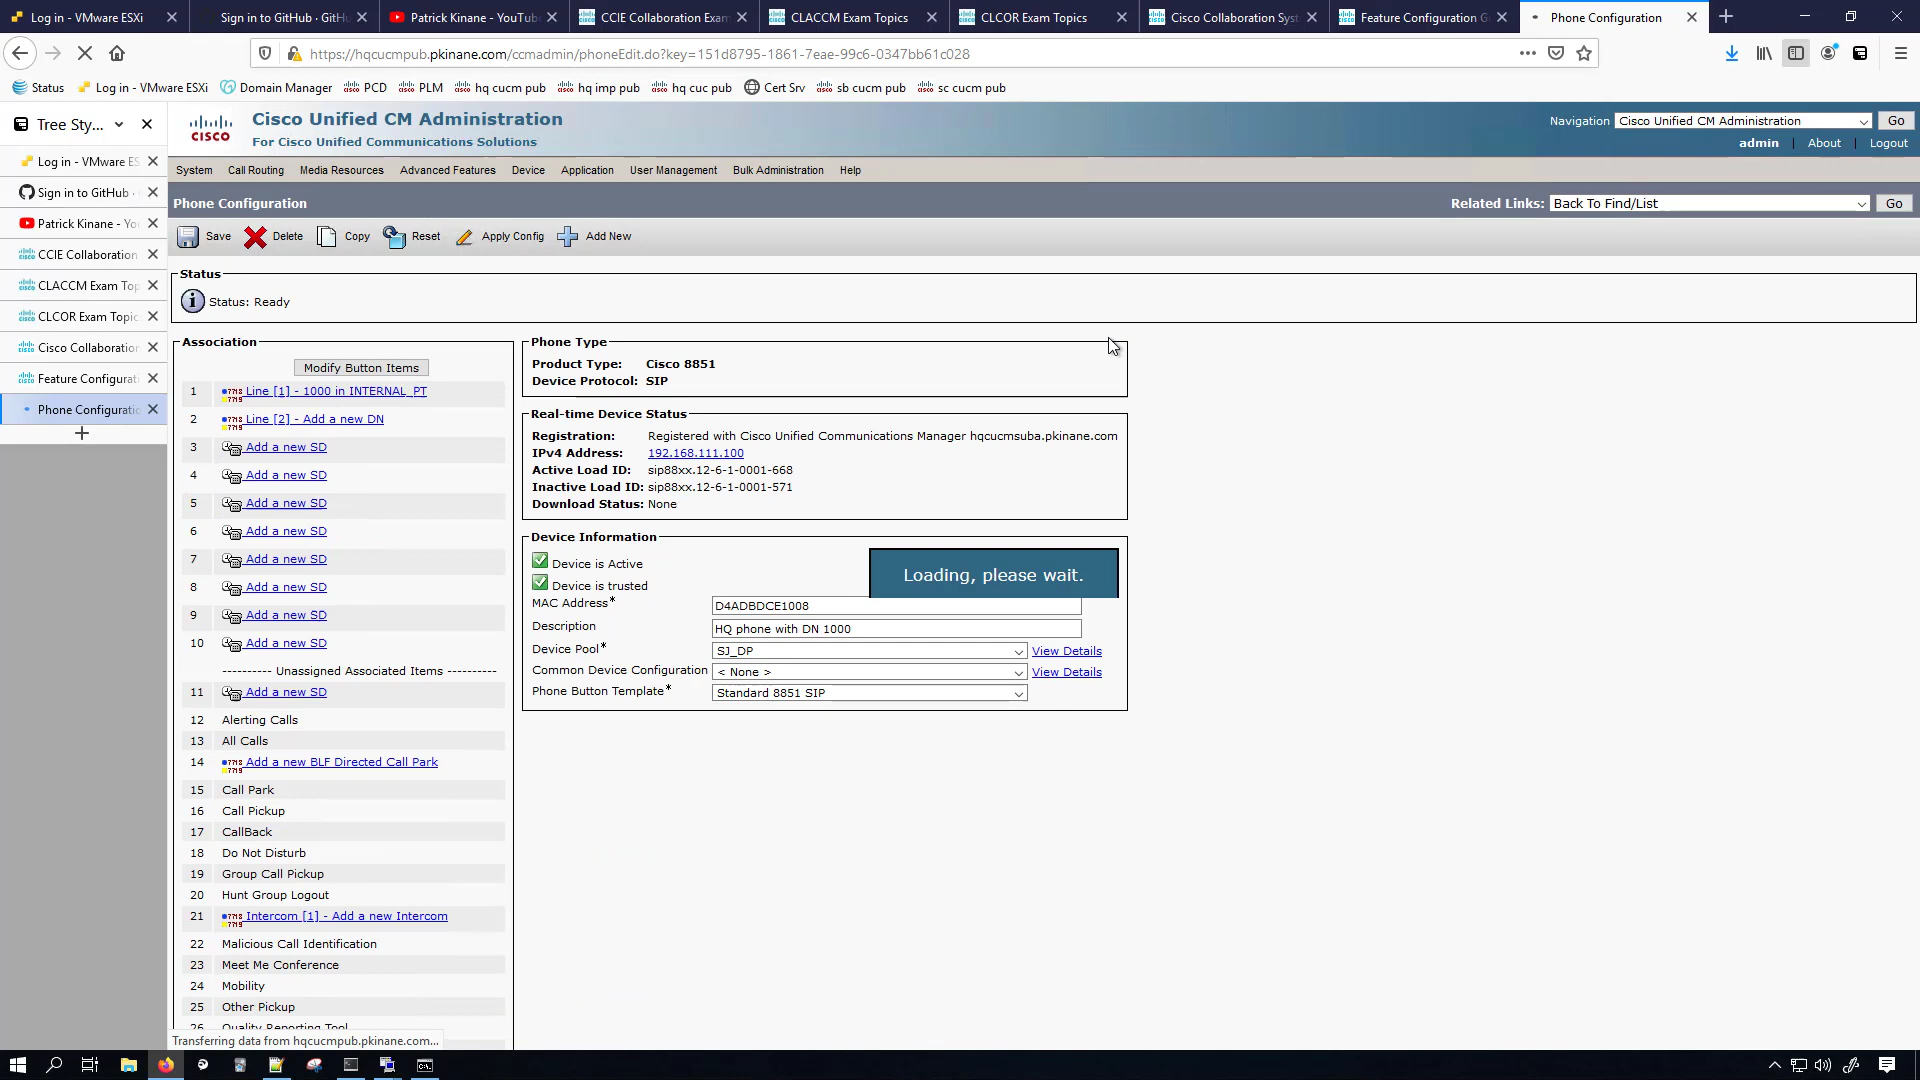 Log in - VMware ESXi
Sign in to GitHub · GitHu
Patrick Kinane - YouTube
CCIE Collaboration Exam
CLACCM Exam Topics
CLCOR Exam Topics
Cisco Collaboration Syst
Feature Configuration G
Phone Configuration
https://hqcucmpub.pkinane.com/ccmadmin/phoneEdit.do?key=151d8795-1861-7eae-99c6-0347bb61c028
Status
Log in - VMware ESXi
Domain Manager
PCD
PLM
hq cucm pub
hq imp pub
hq cuc pub
Cert Srv
sb cucm pub
sc cucm pub
Tree Sty...
Log in - VMware ES
Sign in to GitHub ·
Patrick Kinane - Yo
CCIE Collaboration
CLACCM Exam Top
CLCOR Exam Topic
Cisco Collaboration
Feature Configurat
Phone Configuratio
CISCO
Cisco Unified CM Administration
For Cisco Unified Communications Solutions
Navigation Cisco Unified CM Administration Go
admin | About | Logout
System Call Routing Media Resources Advanced Features Device Application User Management Bulk Administration Help
Phone Configuration
Related Links: Back To Find/List Go
Save Delete Copy Reset Apply Config Add New
Status
Status: Ready
Association
Modify Button Items
1 Line [1] - 1000 in INTERNAL_PT
2 Line [2] - Add a new DN
3 Add a new SD
4 Add a new SD
5 Add a new SD
6 Add a new SD
7 Add a new SD
8 Add a new SD
9 Add a new SD
10 Add a new SD
---------- Unassigned Associated Items ----------
11 Add a new SD
12 Alerting Calls
13 All Calls
14 Add a new BLF Directed Call Park
15 Call Park
16 Call Pickup
17 CallBack
18 Do Not Disturb
19 Group Call Pickup
20 Hunt Group Logout
21 Intercom [1] - Add a new Intercom
22 Malicious Call Identification
23 Meet Me Conference
24 Mobility
25 Other Pickup
26 Quality Reporting Tool
Phone Type
Product Type: Cisco 8851
Device Protocol: SIP
Real-time Device Status
Registration: Registered with Cisco Unified Communications Manager hqcucmsuba.pkinane.com
IPv4 Address: 192.168.111.100
Active Load ID: sip88xx.12-6-1-0001-668
Inactive Load ID: sip88xx.12-6-1-0001-571
Download Status: None
Device Information
Device is Active
Device is trusted
MAC Address* D4ADBDCE1008
Description HQ phone with DN 1000
Device Pool* SJ_DP View Details
Common Device Configuration < None > View Details
Phone Button Template* Standard 8851 SIP
Loading, please wait.
Transferring data from hqcucmpub.pkinane.com...